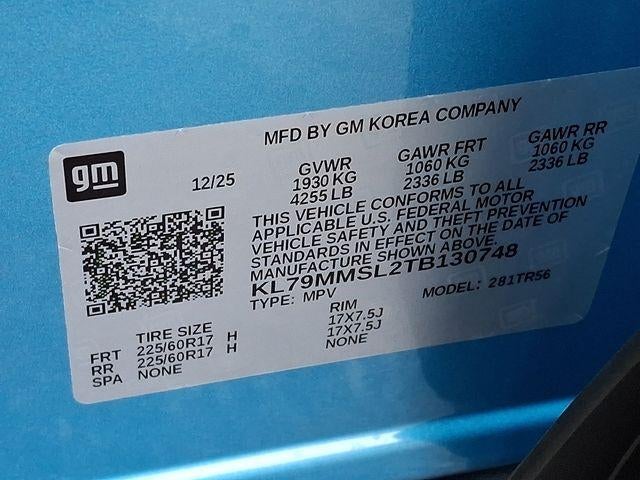 MFD BY GM KOREA COMPANY
gm
12/25
GVWR
1930 KG
4255 LB
GAWR FRT
1060 KG
2336 LB
GAWR RR
1060 KG
2336 LB
THIS VEHICLE CONFORMS TO ALL
APPLICABLE U.S. FEDERAL MOTOR
VEHICLE SAFETY AND THEFT PREVENTION
STANDARDS IN EFFECT ON THE DATE OF
MANUFACTURE SHOWN ABOVE.
KL79MMSL2TB130748
TYPE: MPV MODEL: 281TR56
TIRE SIZE RIM
FRT 225/60R17 H 17X7.5J
RR 225/60R17 H 17X7.5J
SPA NONE NONE